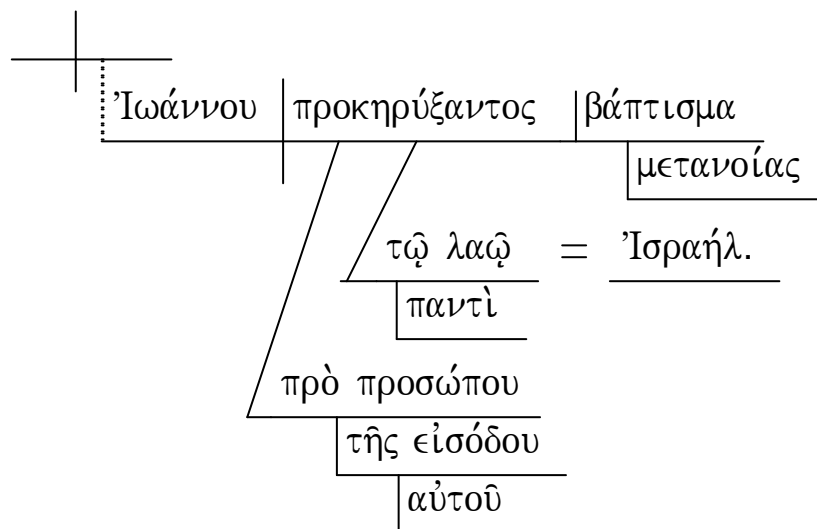 Ἰωάννου προκηρύξαντος βάπτισμα
μετανοίας
τῷ λαῷ = Ἰσραήλ.
παντὶ
πρὸ προσώπου
τῆς εἰσόδου
αὐτοῦ